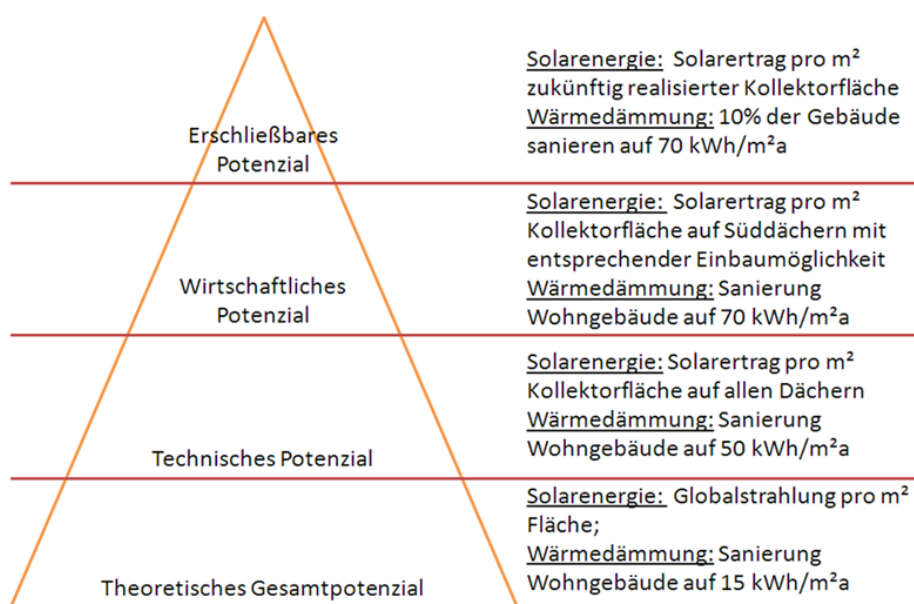 Erschließbares
Potenzial
Solarenergie: Solarertrag pro m²
zukünftig realisierter Kollektorfläche
Wärmedämmung: 10% der Gebäude
sanieren auf 70 kWh/m²a
Wirtschaftliches
Potenzial
Solarenergie: Solarertrag pro m²
Kollektorfläche auf Süddächern mit
entsprechender Einbaumöglichkeit
Wärmedämmung: Sanierung
Wohngebäude auf 70 kWh/m²a
Technisches Potenzial
Solarenergie: Solarertrag pro m²
Kollektorfläche auf allen Dächern
Wärmedämmung: Sanierung
Wohngebäude auf 50 kWh/m²a
Theoretisches Gesamtpotenzial
Solarenergie: Globalstrahlung pro m²
Fläche;
Wärmedämmung: Sanierung
Wohngebäude auf 15 kWh/m²a